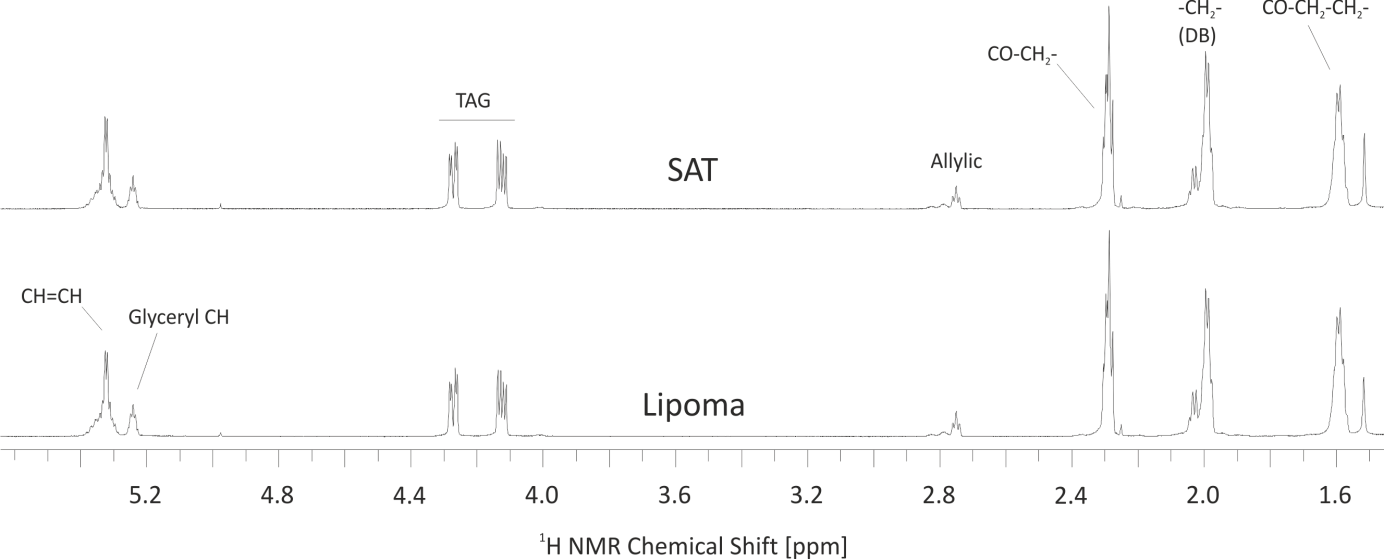 -CH₂-
(DB)
CO-CH₂-CH₂-
CO-CH₂-
TAG
SAT
Allylic
CH=CH
Glyceryl CH
Lipoma
5.2 4.8 4.4 4.0 3.6 3.2 2.8 2.4 2.0 1.6
¹H NMR Chemical Shift [ppm]